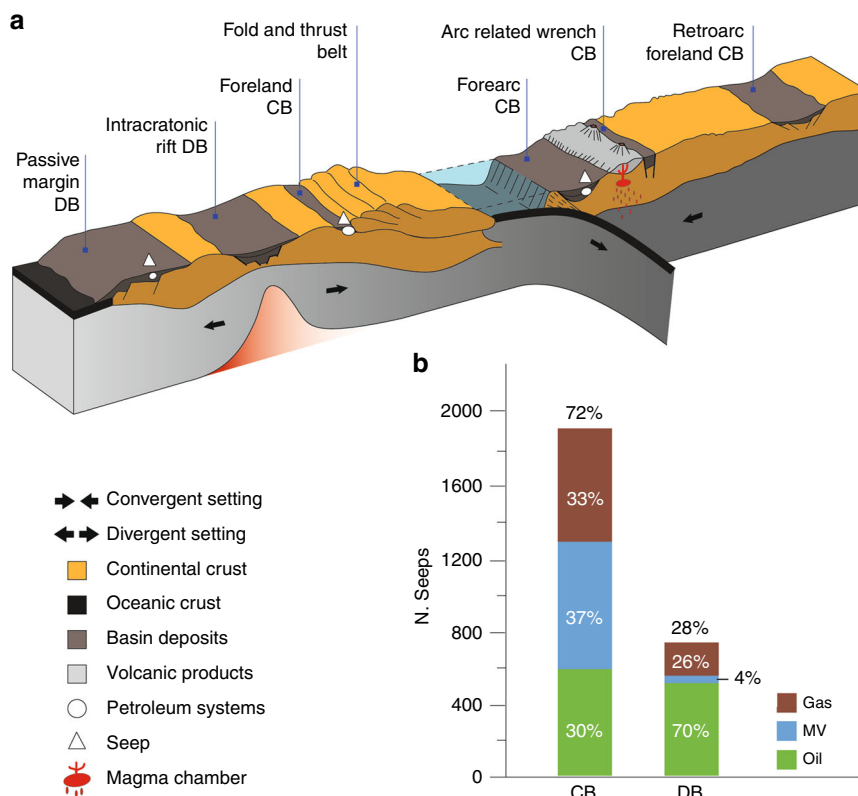 a
Fold and thrust
belt
Arc related wrench
CB
Retroarc
foreland CB
Foreland
CB
Forearc
CB
Intracratonic
rift DB
Passive
margin
DB
b
Convergent setting
Divergent setting
Continental crust
Oceanic crust
Basin deposits
Volcanic products
Petroleum systems
Seep
Magma chamber
N. Seeps
2000
1600
1200
800
400
0
72%
33%
37%
30%
28%
26%
4%
70%
Gas
MV
Oil
CB
DB